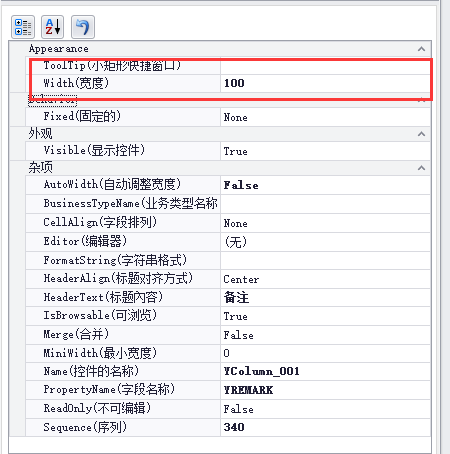 Appearance
ToolTip(小矩形快捷窗口)
Width(宽度) 100
Behavior
Fixed(固定的) None
外观
Visible(显示控件) True
杂项
AutoWidth(自动调整宽度) False
BusinessTypeName(业务类型名称
CellAlign(字段排列) None
Editor(编辑器) (无)
FormatString(字符串格式)
HeaderAlign(标题对齐方式) Center
HeaderText(标题内容) 备注
IsBrowsable(可浏览) True
Merge(合并) False
MiniWidth(最小宽度) 0
Name(控件的名称) YColumn_001
PropertyName(字段名称) YREMARK
ReadOnly(不可编辑) False
Sequence(序列) 340